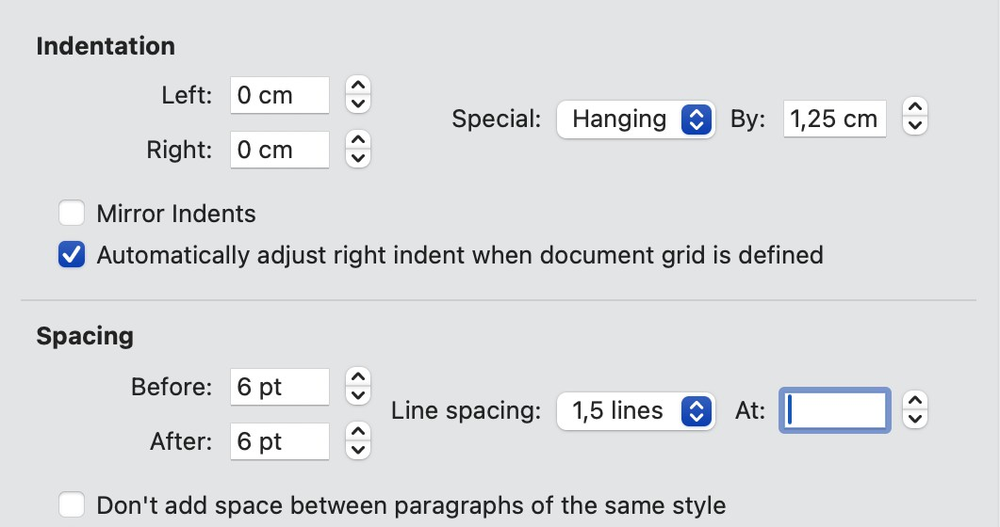 Indentation
Left: 0 cm
Special: Hanging By: 1,25 cm
Right: 0 cm
Mirror Indents
Automatically adjust right indent when document grid is defined
Spacing
Before: 6 pt
Line spacing: 1,5 lines At:
After: 6 pt
Don't add space between paragraphs of the same style